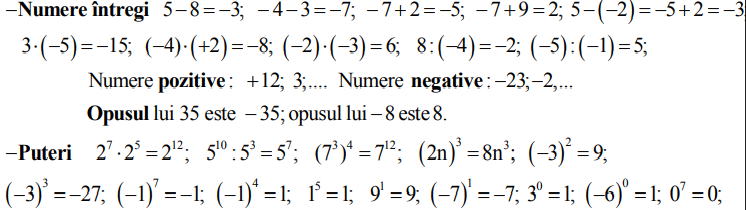 −Numere întregi 5−8=−3; −4−3=−7; −7+2=−5; −7+9=2; 5−(−2)=−5+2=−3
3·(−5)=−15; (−4)·(+2)=−8; (−2)·(−3)=6; 8:(−4)=−2; (−5):(−1)=5;
Numere pozitive: +12; 3;.... Numere negative:−23;−2,...
Opusul lui 35 este −35; opusul lui −8 este 8.
−Puteri 2⁷·2⁵=2¹²; 5¹⁰:5³=5⁷; (7³)⁴=7¹²; (2n)³=8n³; (−3)²=9;
(−3)³=−27; (−1)⁷=−1; (−1)⁴=1; 1⁵=1; 9¹=9; (−7)¹=−7; 3⁰=1; (−6)⁰=1; 0⁷=0;